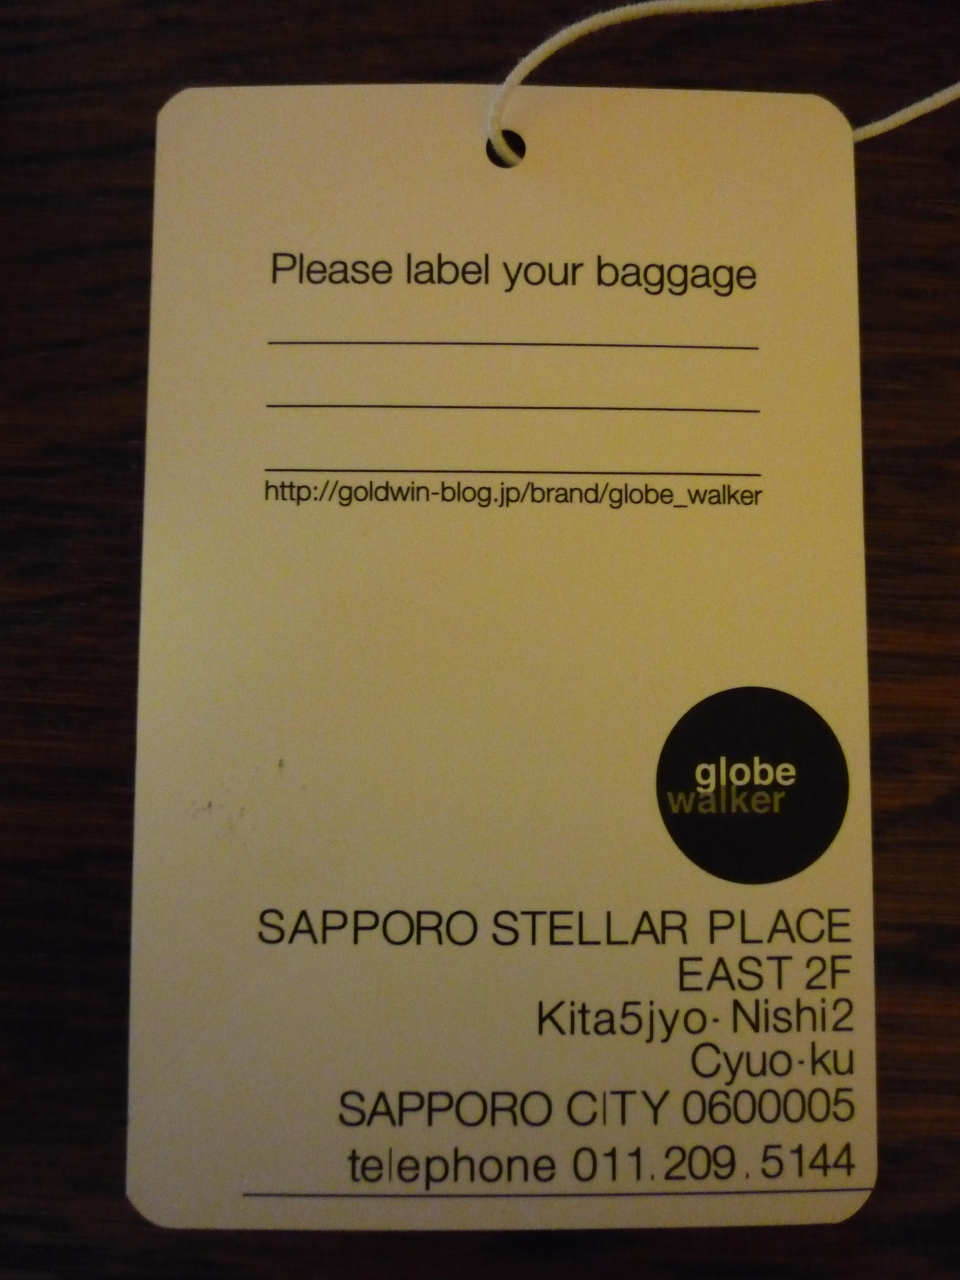 Please label your baggage
http://goldwin-blog.jp/brand/globe_walker
globe
walker
SAPPORO STELLAR PLACE
EAST 2F
Kita5jyo-Nishi2
Cyuo-ku
SAPPORO CITY 0600005
telephone 011.209.5144